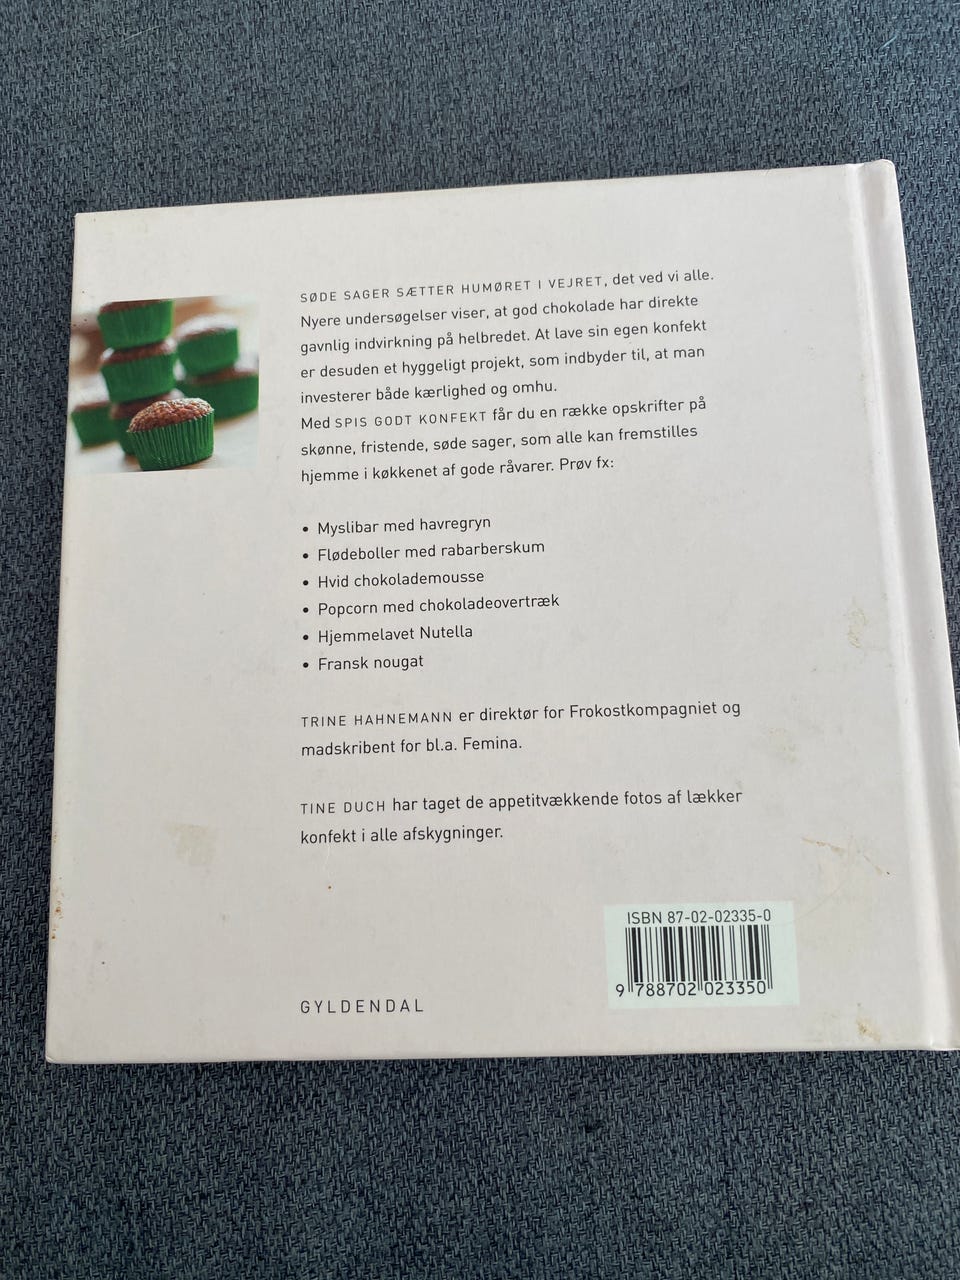 SØDE SAGER SÆTTER HUMØRET I VEJRET, det ved vi alle.
Nyere undersøgelser viser, at god chokolade har direkte
gavnlig indvirkning på helbredet. At lave sin egen konfekt
er desuden et hyggeligt projekt, som indbyder til, at man
investerer både kærlighed og omhu.
Med SPIS GODT KONFEKT får du en række opskrifter på
skønne, fristende, søde sager, som alle kan fremstilles
hjemme i køkkenet af gode råvarer. Prøv fx:
• Myslibar med havregryn
• Flødeboller med rabarberskum
• Hvid chokolademousse
• Popcorn med chokoladeovertræk
• Hjemmelavet Nutella
• Fransk nougat
TRINE HAHNEMANN er direktør for Frokostkompagniet og
madskribent for bl.a. Femina.
TINE DUCH har taget de appetitvækkende fotos af lækker
konfekt i alle afskygninger.
ISBN 87-02-02335-0
9 788702 023350
GYLDENDAL